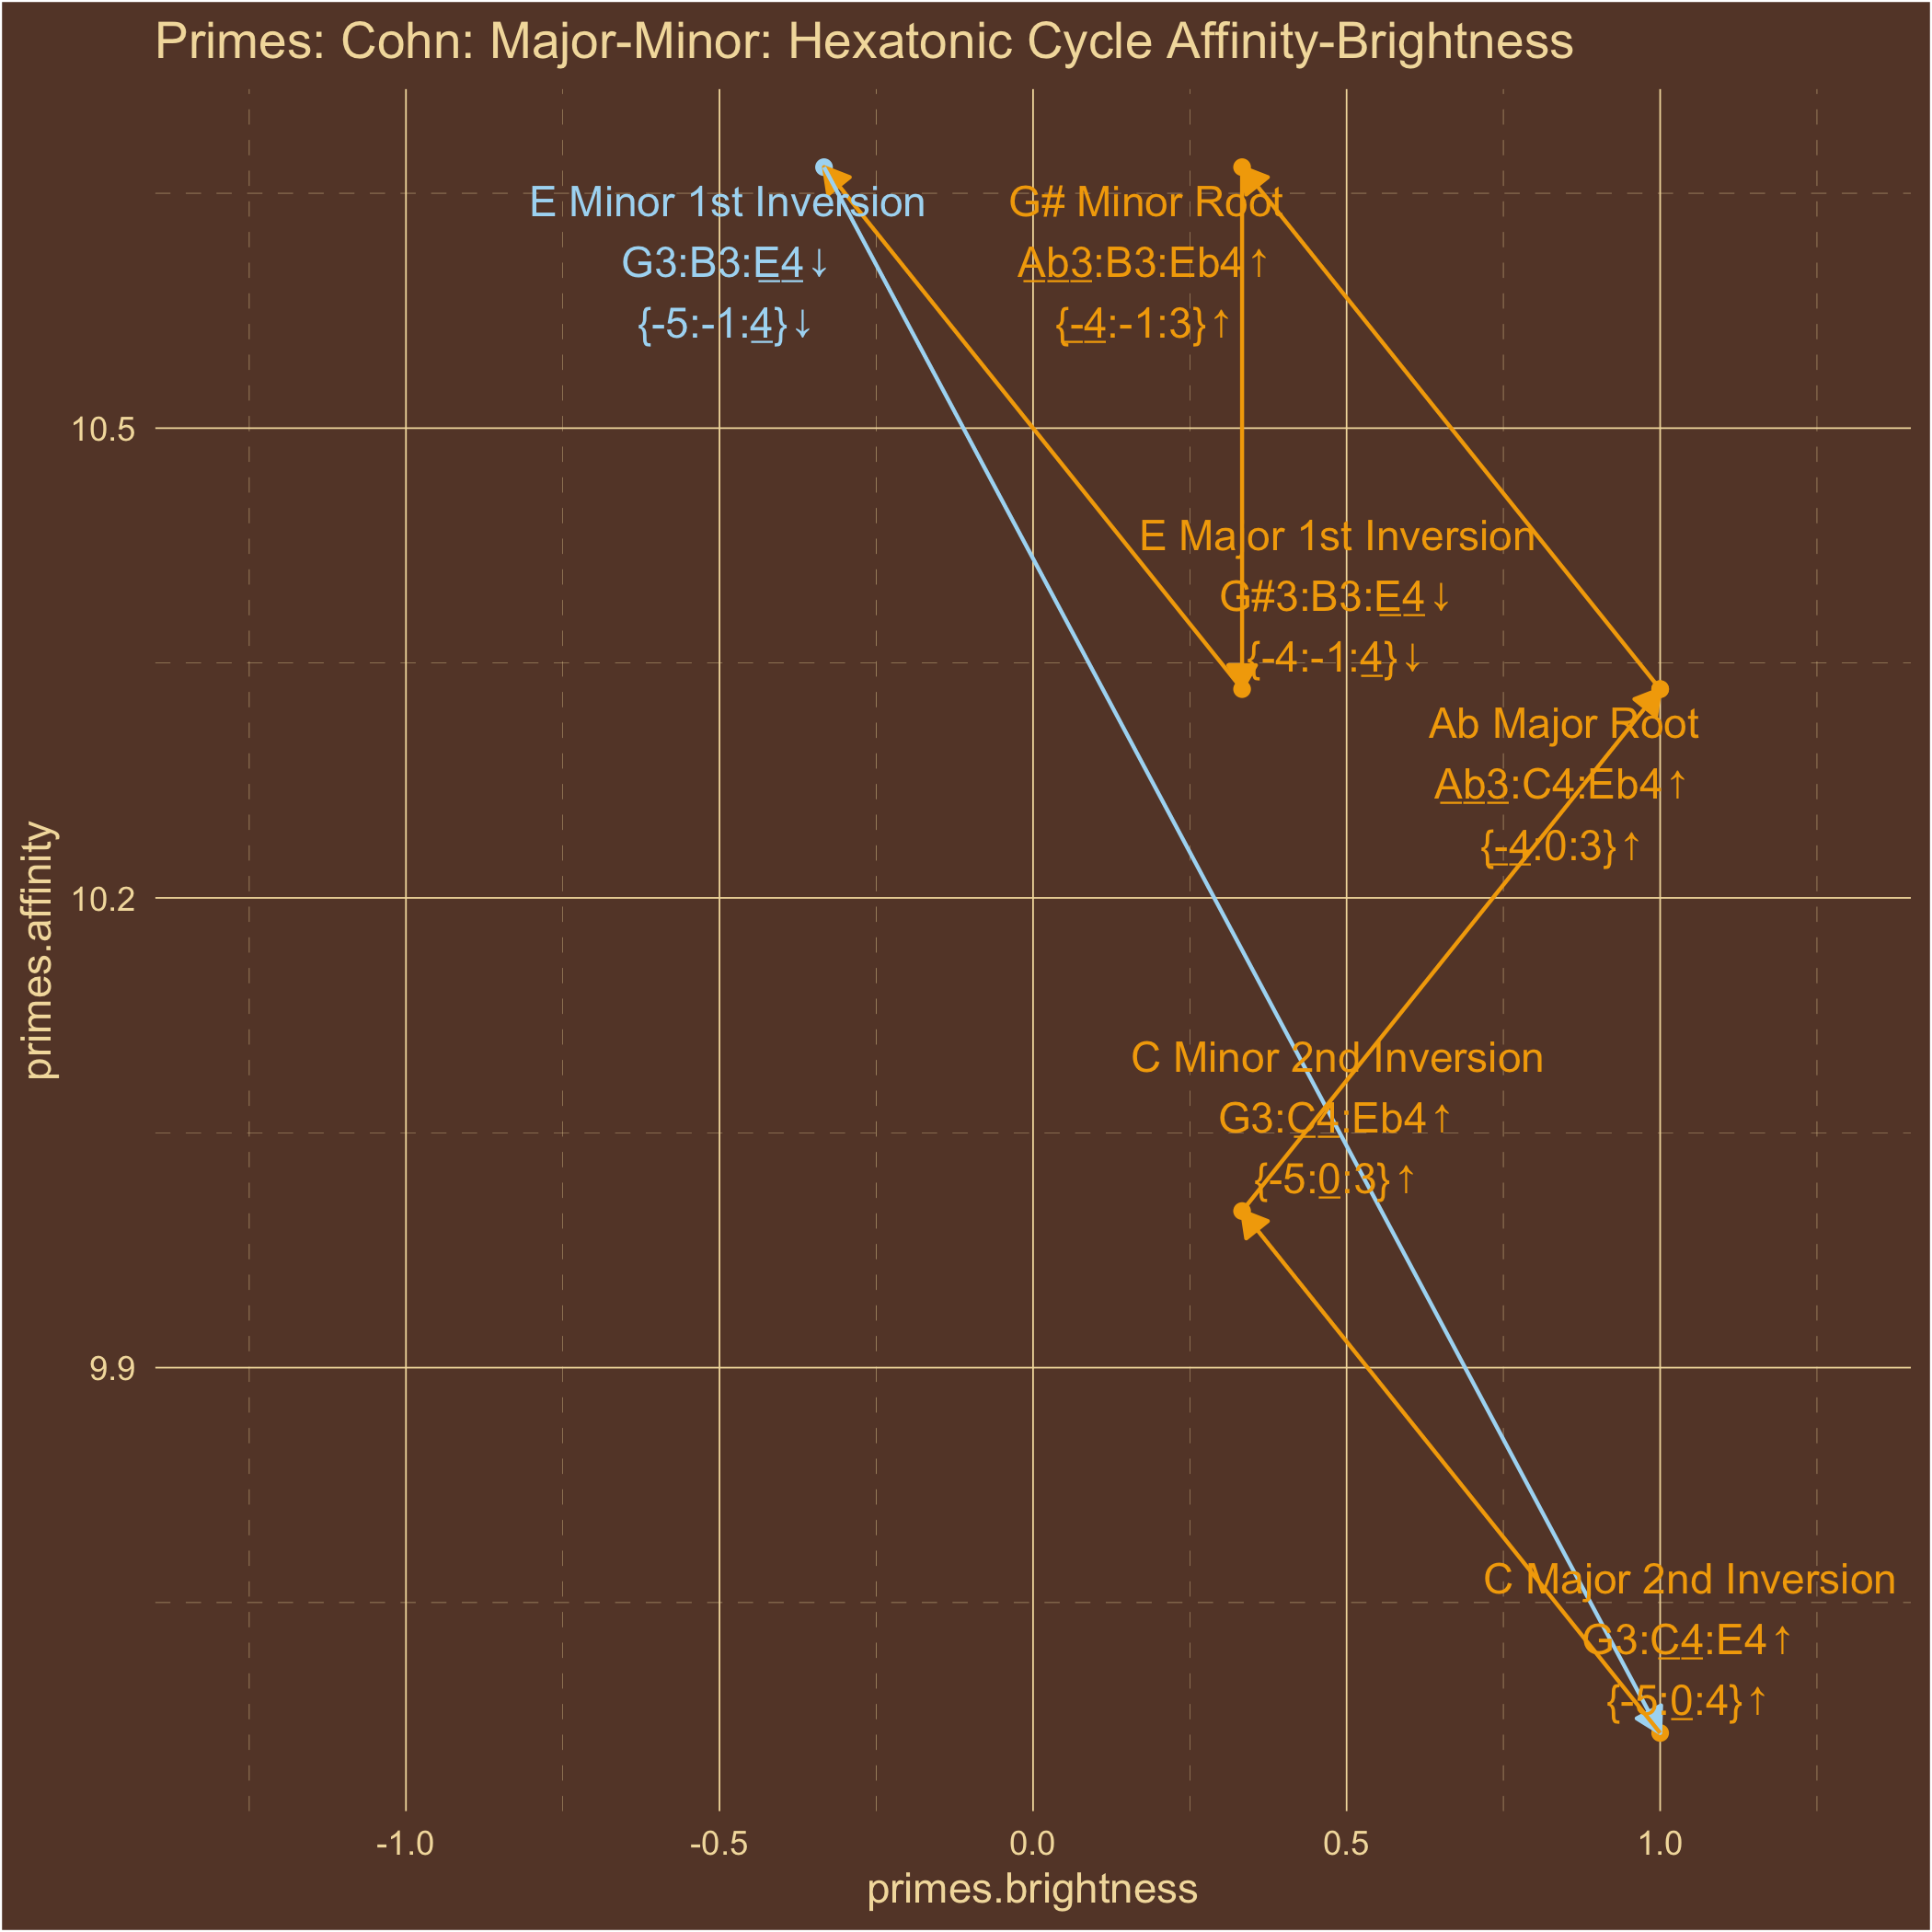 Primes: Cohn: Major-Minor: Hexatonic Cycle Affinity-Brightness
E Minor 1st Inversion
G3:B3:E4↓
{-5:-1:4}↓
G# Minor Root
Ab3:B3:Eb4↑
{-4:-1:3}↑
10.5
E Major 1st Inversion
G#3:B3:E4↓
{-4:-1:4}↓
Ab Major Root
Ab3:C4:Eb4↑
{-4:0:3}↑
10.2
primes.affinity
C Minor 2nd Inversion
G3:C4:Eb4↑
{-5:0:3}↑
9.9
C Major 2nd Inversion
G3:C4:E4↑
{-5:0:4}↑
-1.0 -0.5 0.0 0.5 1.0
primes.brightness